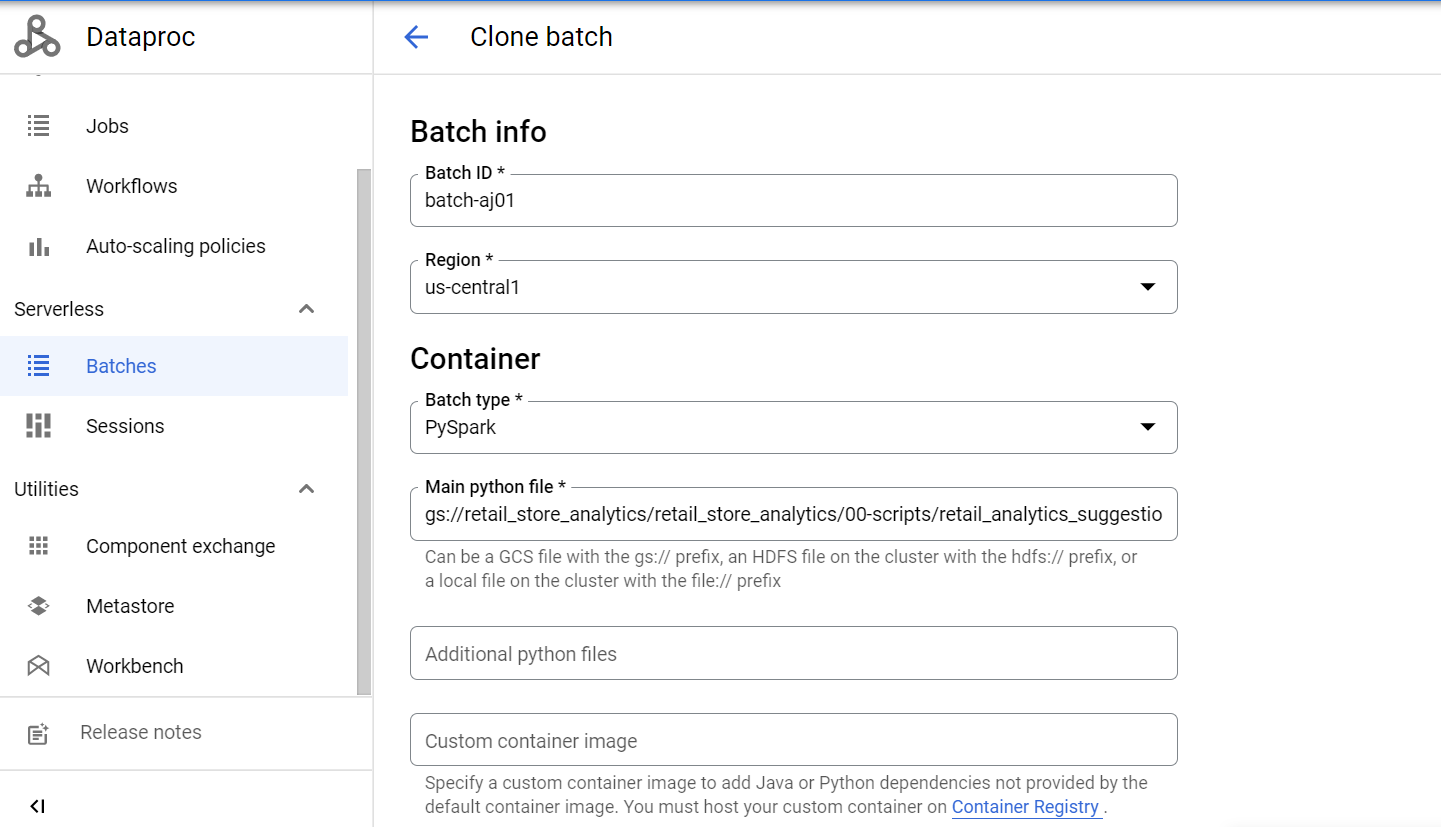 Dataproc
Jobs
Workflows
Auto-scaling policies
Serverless
Batches
Sessions
Utilities
Component exchange
Metastore
Workbench
Release notes
Clone batch
Batch info
Batch ID *
batch-aj01
Region *
us-central1
Container
Batch type *
PySpark
Main python file *
gs://retail_store_analytics/retail_store_analytics/00-scripts/retail_analytics_suggestio
Can be a GCS file with the gs:// prefix, an HDFS file on the cluster with the hdfs:// prefix, or
a local file on the cluster with the file:// prefix
Additional python files
Custom container image
Specify a custom container image to add Java or Python dependencies not provided by the
default container image. You must host your custom container on Container Registry .